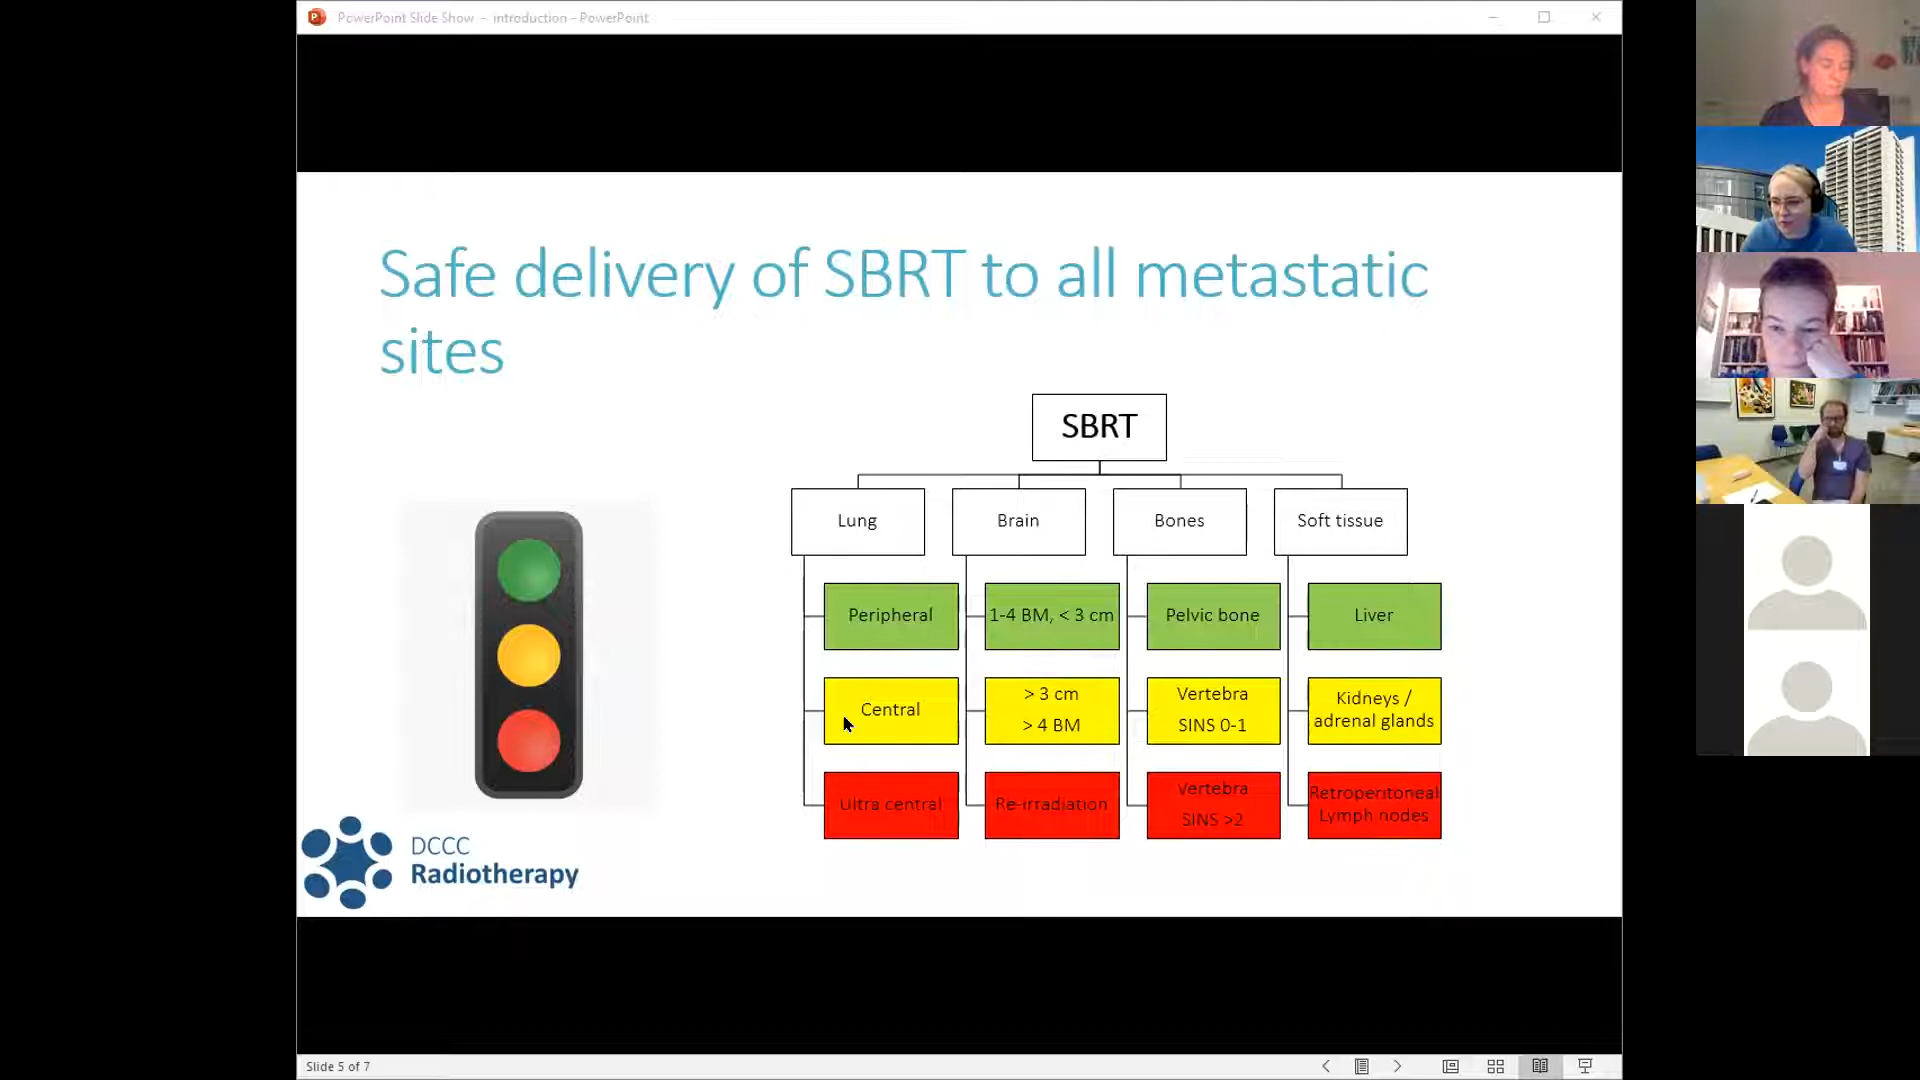 PowerPoint Slide Show - introduction - PowerPoint
Safe delivery of SBRT to all metastatic
sites
SBRT
Lung
Brain
Bones
Soft tissue
Peripheral
1-4 BM, < 3 cm
Pelvic bone
Liver
Central
> 3 cm
> 4 BM
Vertebra
SINS 0-1
Kidneys /
adrenal glands
Ultra central
Re-irradiation
Vertebra
SINS >2
Retroperitoneal
Lymph nodes
DCCC
Radiotherapy
Slide 5 of 7